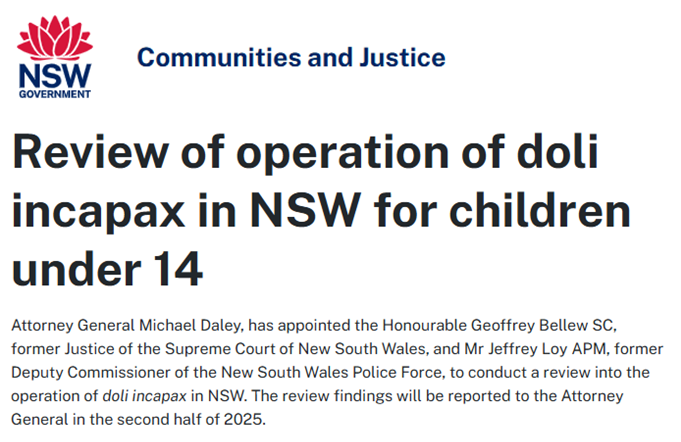 NSW
GOVERNMENT
Communities and Justice
Review of operation of doli
incapax in NSW for children
under 14
Attorney General Michael Daley, has appointed the Honourable Geoffrey Bellew SC,
former Justice of the Supreme Court of New South Wales, and Mr Jeffrey Loy APM, former
Deputy Commissioner of the New South Wales Police Force, to conduct a review into the
operation of doli incapax in NSW. The review findings will be reported to the Attorney
General in the second half of 2025.